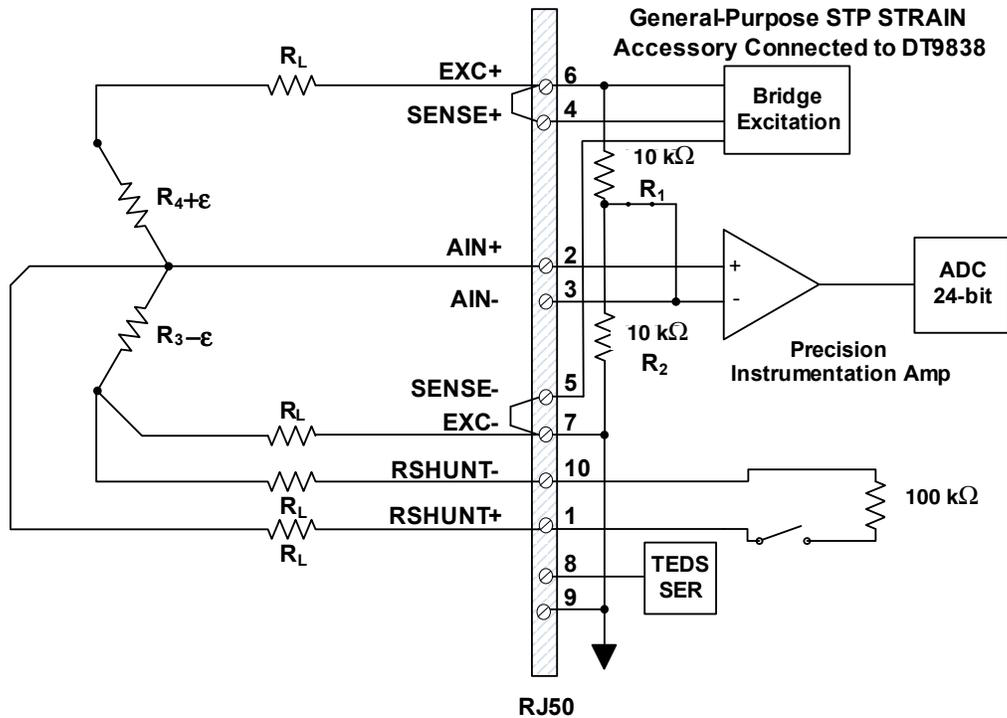 General-Purpose STP STRAIN
Accessory Connected to DT9838
RL
EXC+
6
SENSE+
4
Bridge
Excitation
10 kΩ
R1
R4+ε
AIN+
2
+
ADC
24-bit
AIN-
3
-
R3–ε
10 kΩ
R2
Precision
Instrumentation Amp
SENSE-
5
RL
EXC-
7
RSHUNT-
10
RL
100 kΩ
RSHUNT+
1
RL
8
TEDS
SER
9
RJ50